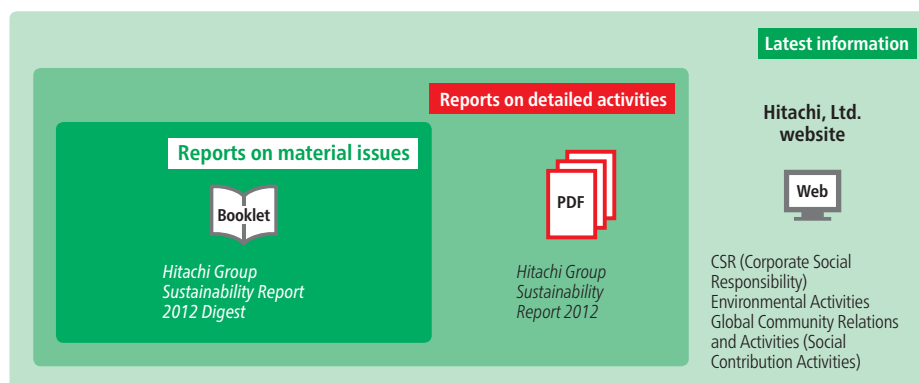 Latest information
Reports on detailed activities
Reports on material issues
Booklet
Hitachi Group
Sustainability Report
2012 Digest
PDF
Hitachi Group
Sustainability
Report 2012
Hitachi, Ltd.
website
Web
CSR (Corporate Social
Responsibility)
Environmental Activities
Global Community Relations
and Activities (Social
Contribution Activities)